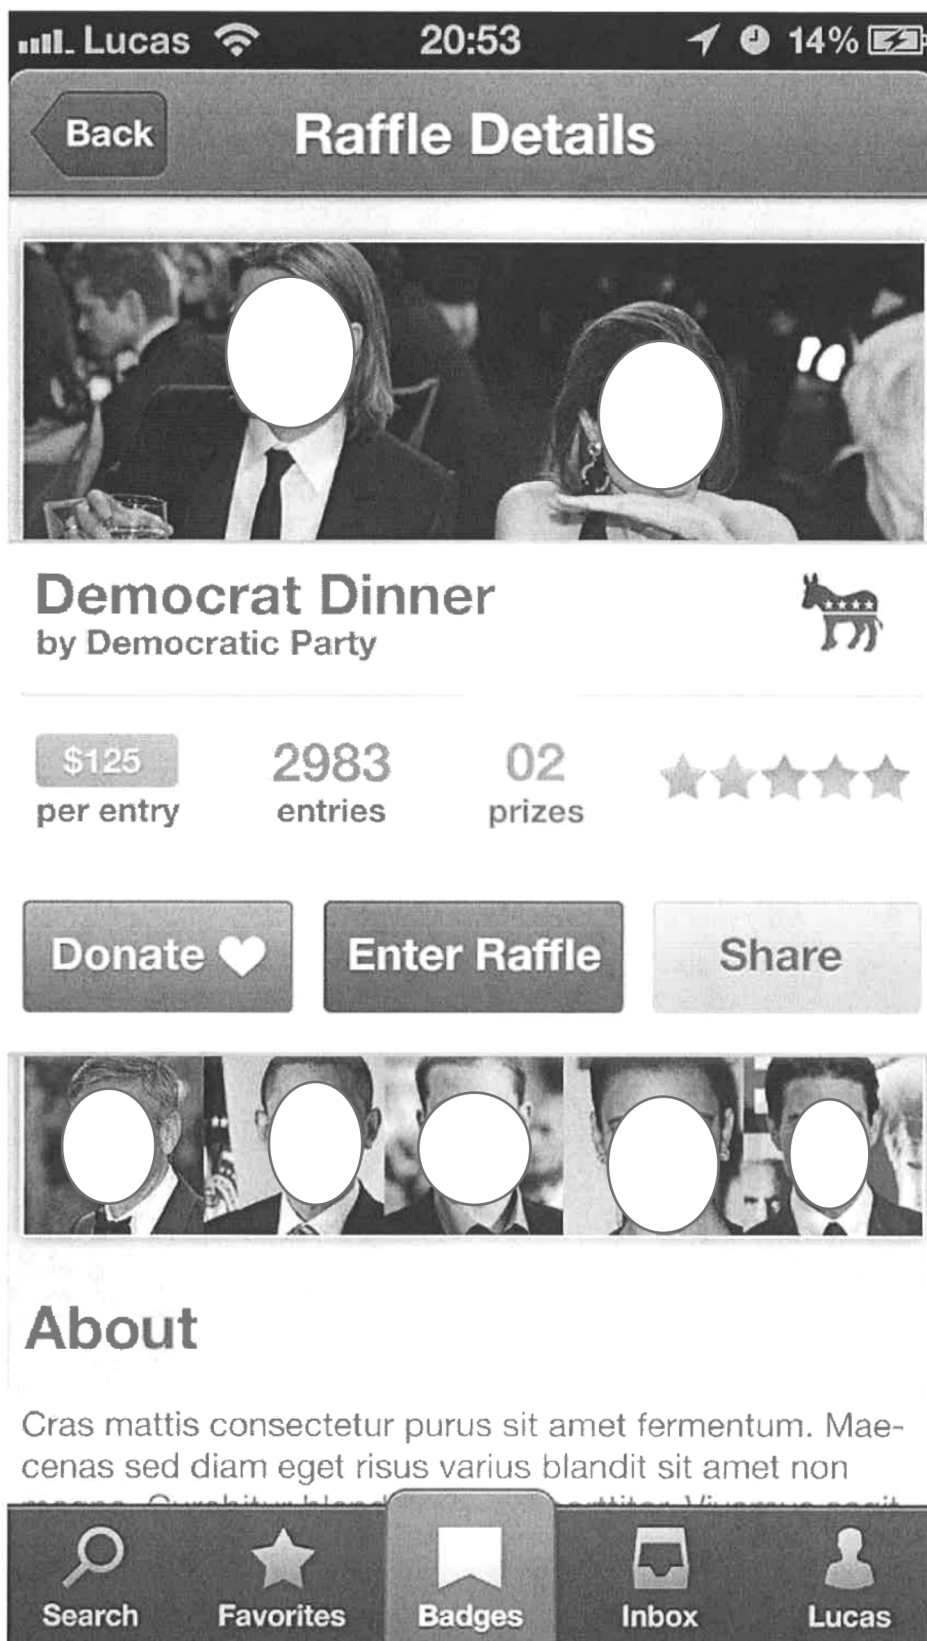 Lucas 20:53 14%
Back Raffle Details
Democrat Dinner
by Democratic Party
$125 2983 02
per entry entries prizes
Donate Enter Raffle Share
About
Cras mattis consectetur purus sit amet fermentum. Mae-
cenas sed diam eget risus varius blandit sit amet non
Search Favorites Badges Inbox Lucas